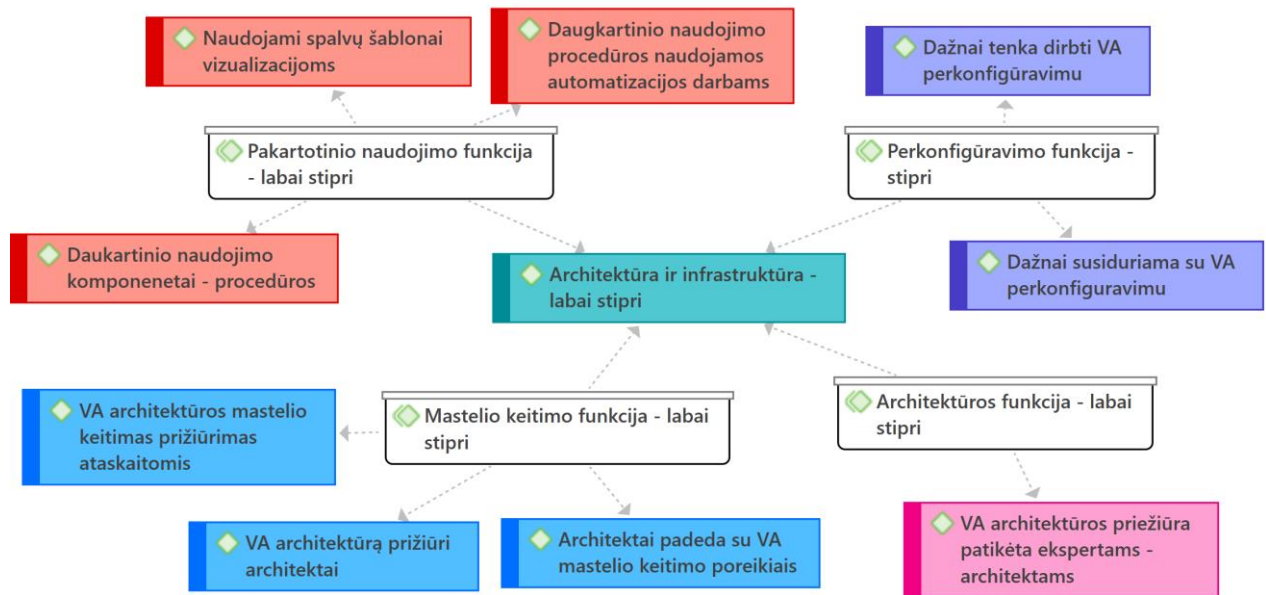 Naudojami spalvų šablonai
vizualizacijoms
Daugkartinio naudojimo
procedūros naudojamos
automatizacijos darbams
Dažnai tenka dirbti VA
perkonfigūravimu
Pakartotinio naudojimo funkcija
- labai stipri
Perkonfigūravimo funkcija -
stipri
Daukartinio naudojimo
komponenetai - procedūros
Architektūra ir infrastruktūra -
labai stipri
Dažnai susiduriama su VA
perkonfiguravimu
VA architektūros mastelio
keitimas prižiūrimas
ataskaitomis
Mastelio keitimo funkcija - labai
stipri
Architektūros funkcija - labai
stipri
VA architektūrą prižiūri
architektai
Architektai padeda su VA
mastelio keitimo poreikiais
VA architektūros priežiūra
patikėta ekspertams -
architektams